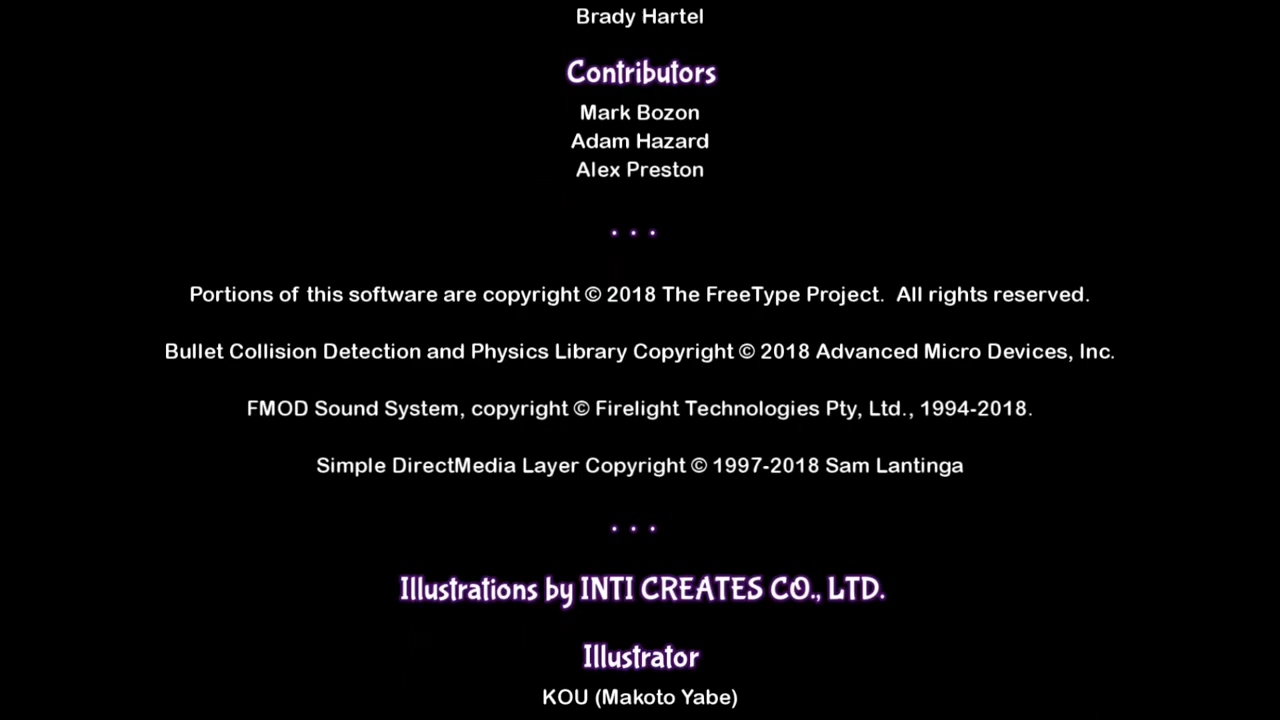 Brady Hartel
Contributors
Mark Bozon
Adam Hazard
Alex Preston
. . .
Portions of this software are copyright © 2018 The FreeType Project.  All rights reserved.
Bullet Collision Detection and Physics Library Copyright © 2018 Advanced Micro Devices, Inc.
FMOD Sound System, copyright © Firelight Technologies Pty, Ltd., 1994-2018.
Simple DirectMedia Layer Copyright © 1997-2018 Sam Lantinga
. . .
Illustrations by INTI CREATES CO., LTD.
Illustrator
KOU (Makoto Yabe)